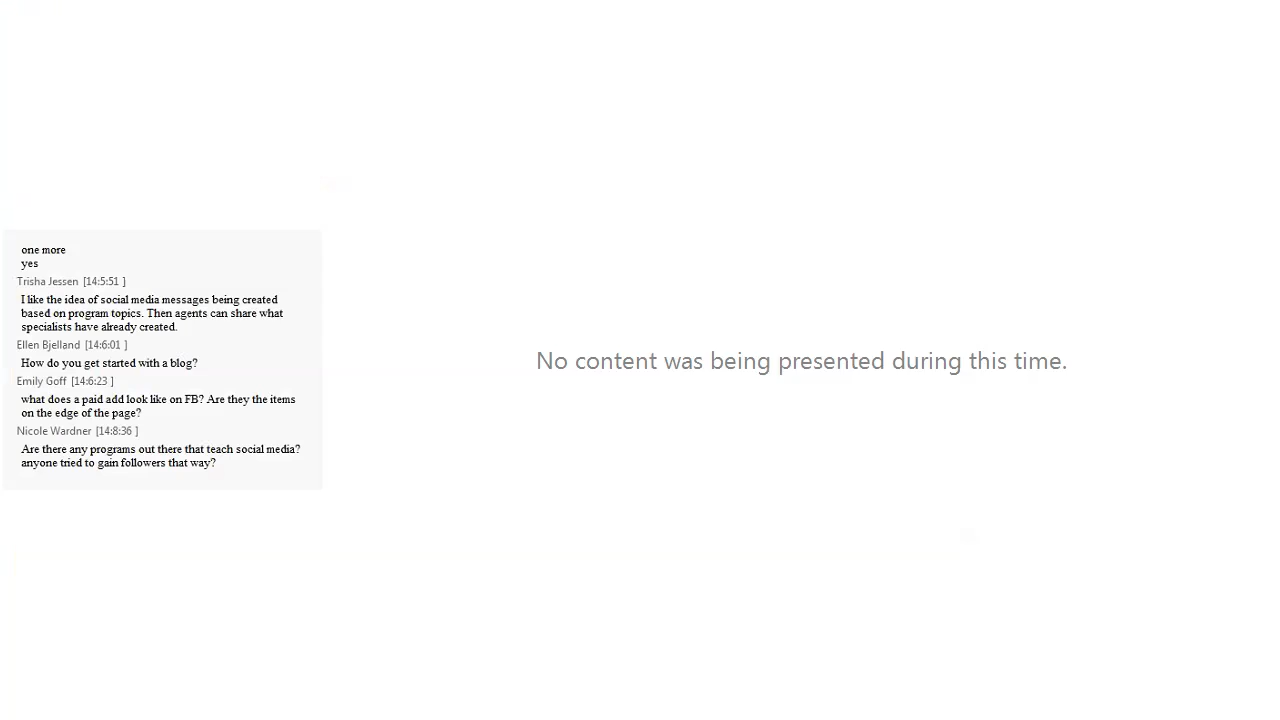 one more
yes
Trisha Jessen [14:5:51 ]
I like the idea of social media messages being created
based on program topics. Then agents can share what
specialists have already created.
Ellen Bjelland [14:6:01 ]
How do you get started with a blog?
Emily Goff [14:6:23 ]
what does a paid add look like on FB? Are they the items
on the edge of the page?
Nicole Wardner [14:8:36 ]
Are there any programs out there that teach social media?
anyone tried to gain followers that way?
No content was being presented during this time.